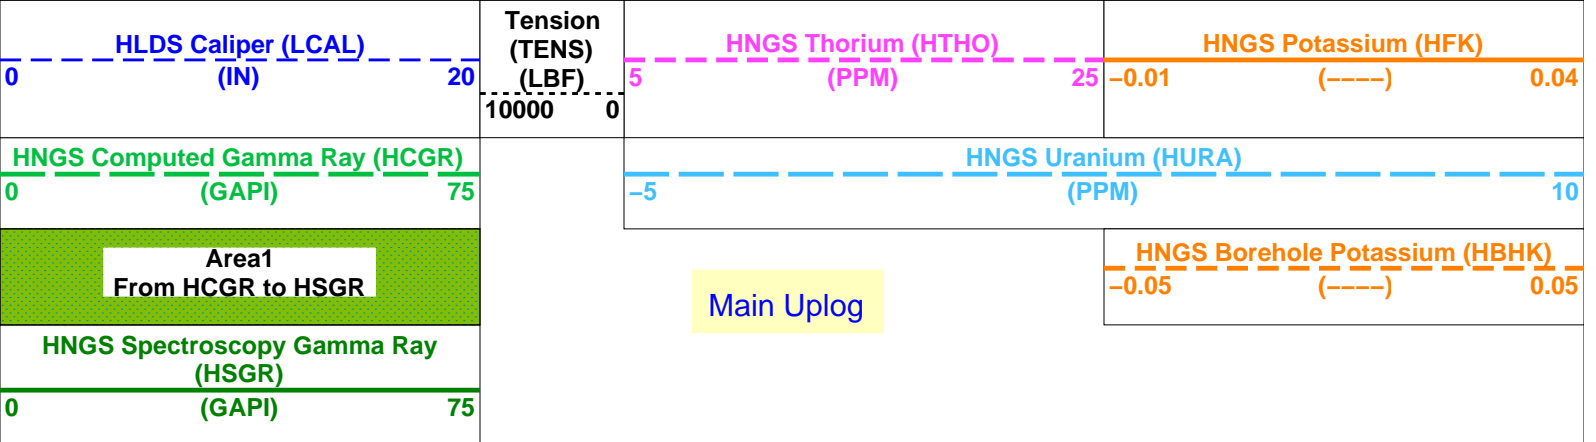 HLDS Caliper (LCAL)
0 (IN) 20
Tension
(TENS)
(LBF)
10000 0
HNGS Thorium (HTHO)
5 (PPM) 25
HNGS Potassium (HFK)
−0.01 (−−−−) 0.04
HNGS Computed Gamma Ray (HCGR)
0 (GAPI) 75
HNGS Uranium (HURA)
−5 (PPM) 10
Area1
From HCGR to HSGR
HNGS Borehole Potassium (HBHK)
−0.05 (−−−−) 0.05
Main Uplog
HNGS Spectroscopy Gamma Ray
(HSGR)
0 (GAPI) 75